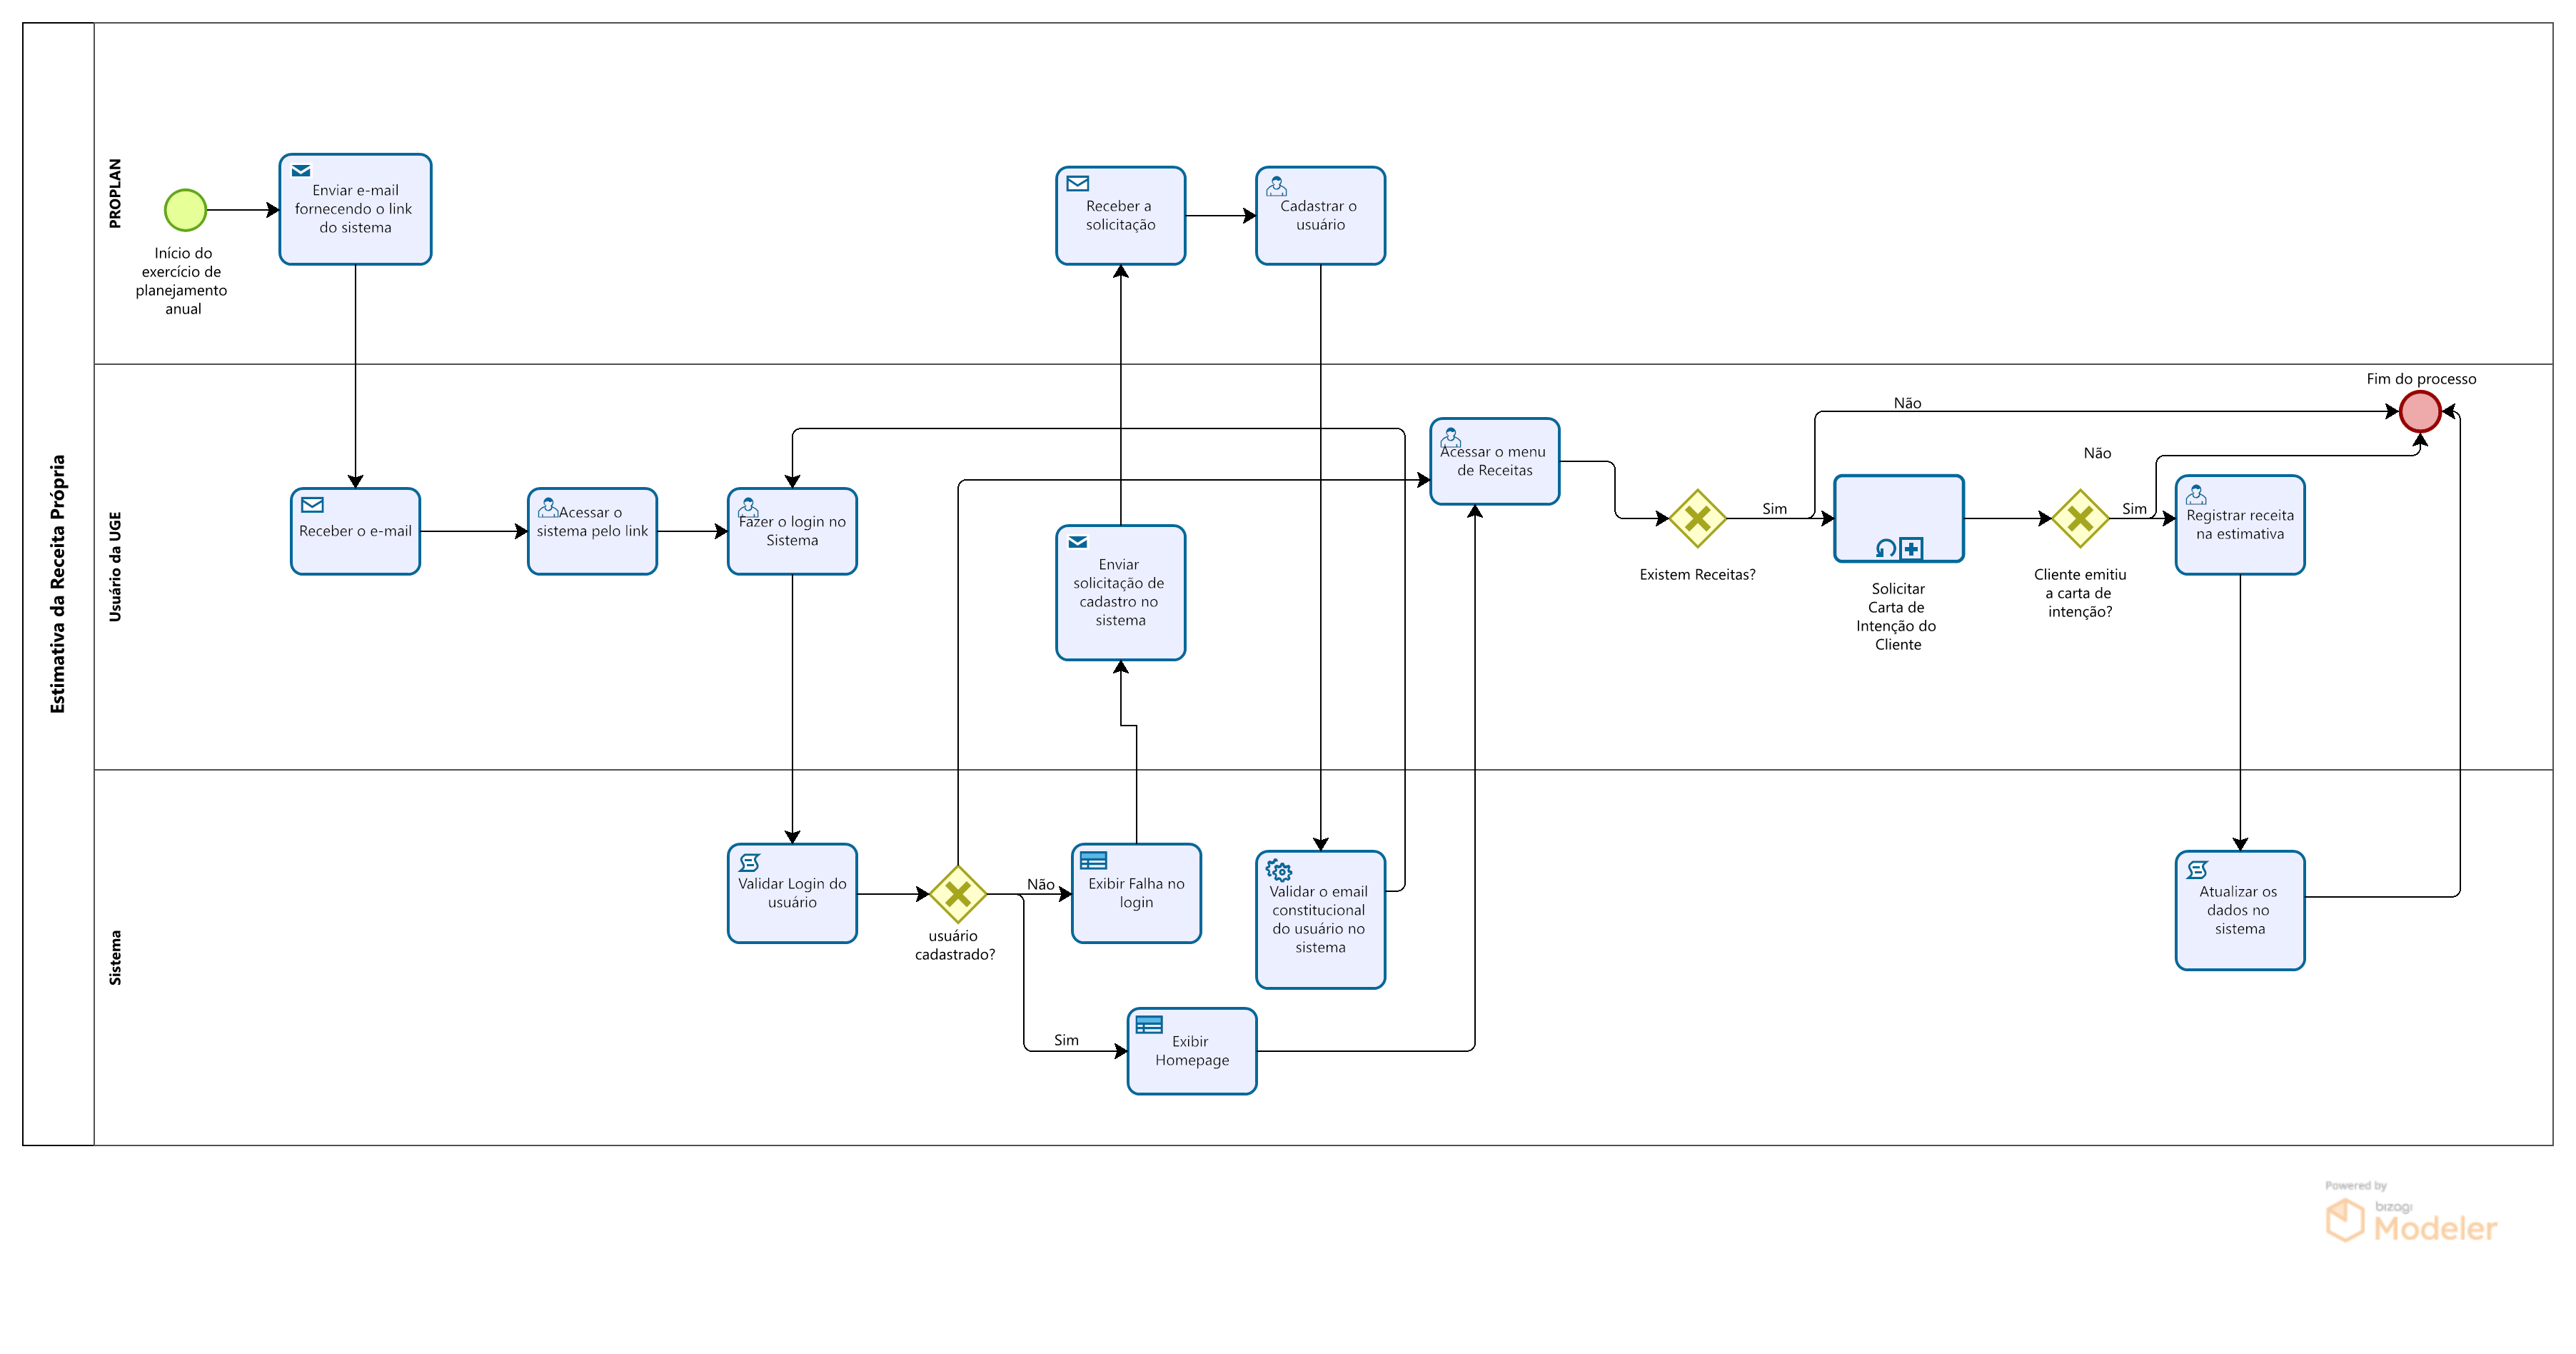 Estimativa da Receita Própria
PROPLAN
Início do
exercício de
planejamento
anual
Enviar e-mail
fornecendo o link
do sistema
Receber a
solicitação
Cadastrar o
usuário
Usuário da UGE
Receber o e-mail
Acessar o
sistema pelo link
Fazer o login no
Sistema
Enviar
solicitação de
cadastro no
sistema
Acessar o menu
de Receitas
Existem Receitas?
Sim
Não
Solicitar
Carta de
Intenção do
Cliente
Cliente emitiu
a carta de
intenção?
Sim
Não
Registrar receita
na estimativa
Fim do processo
Sistema
Validar Login do
usuário
usuário
cadastrado?
Não
Exibir Falha no
login
Sim
Exibir
Homepage
Validar o email
constitucional
do usuário no
sistema
Atualizar os
dados no
sistema
Powered by
bizagi
Modeler